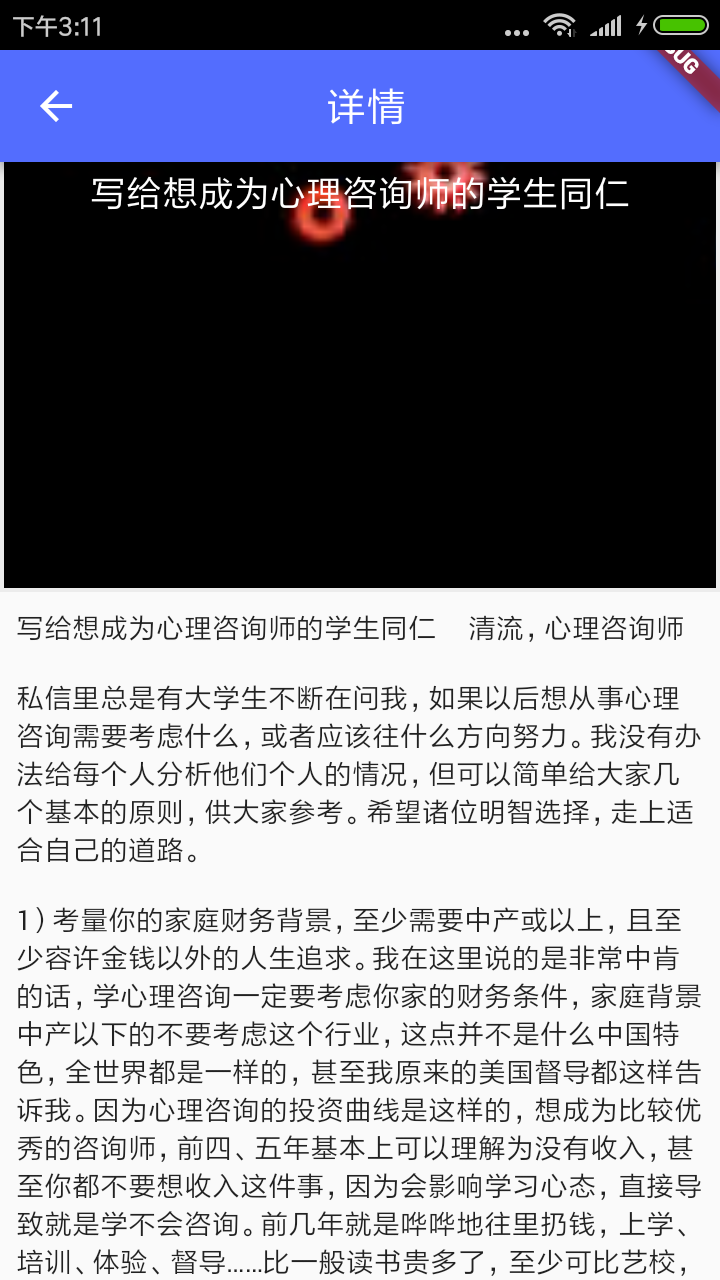 下午3:11
详情
写给想成为心理咨询师的学生同仁
写给想成为心理咨询师的学生同仁 清流，心理咨询师
私信里总是有大学生不断在问我，如果以后想从事心理
咨询需要考虑什么，或者应该往什么方向努力。我没有办
法给每个人分析他们个人的情况，但可以简单给大家几
个基本的原则，供大家参考。希望诸位明智选择，走上适
合自己的道路。
1）考量你的家庭财务背景，至少需要中产或以上，且至
少容许金钱以外的人生追求。我在这里说的是非常中肯
的话，学心理咨询一定要考虑你家的财务条件，家庭背景
中产以下的不要考虑这个行业，这点并不是什么中国特
色，全世界都是一样的，甚至我原来的美国督导都这样告
诉我。因为心理咨询的投资曲线是这样的，想成为比较优
秀的咨询师，前四、五年基本上可以理解为没有收入，甚
至你都不要想收入这件事，因为会影响学习心态，直接导
致就是学不会咨询。前几年就是哗哗地往里扔钱，上学、
培训、体验、督导……比一般读书贵多了，至少可比艺校，